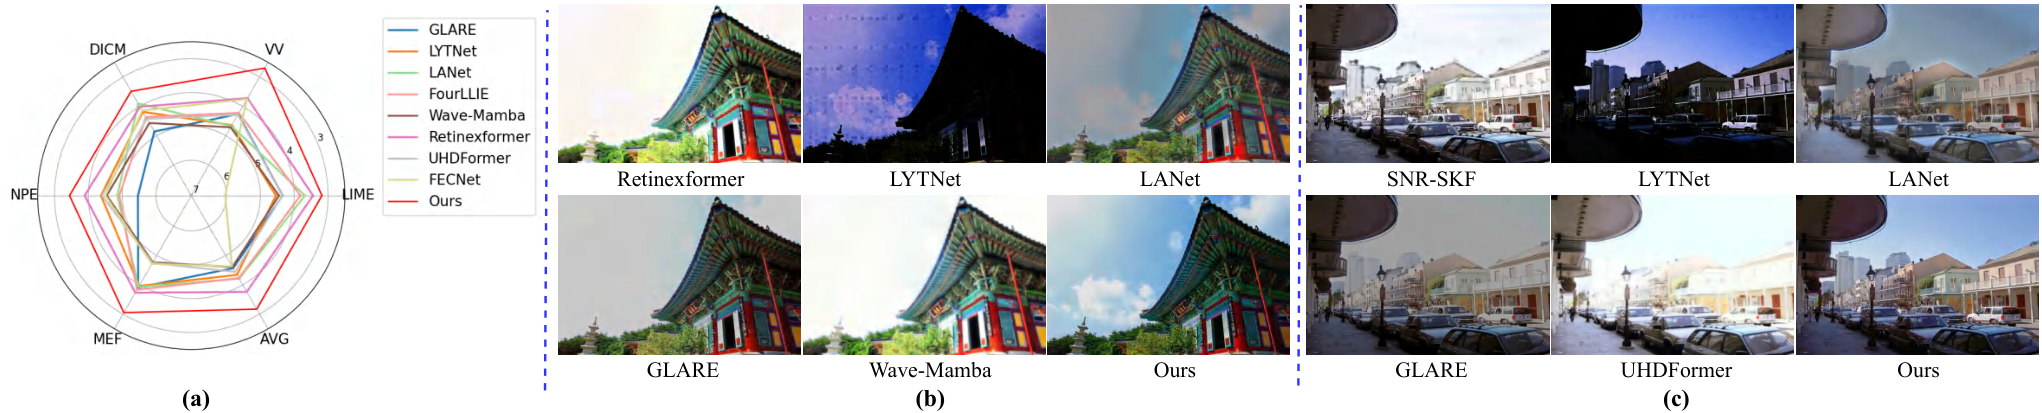 DICM
VV
NPE
LIME
MEF
AVG
3
4
5
6
7
GLARE
LYTNet
LANet
FourLLIE
Wave-Mamba
Retinexformer
UHDFormer
FECNet
Ours
(a)
Retinexformer
LYTNet
LANet
GLARE
Wave-Mamba
Ours
(b)
SNR-SKF
LYTNet
LANet
GLARE
UHDFormer
Ours
(c)